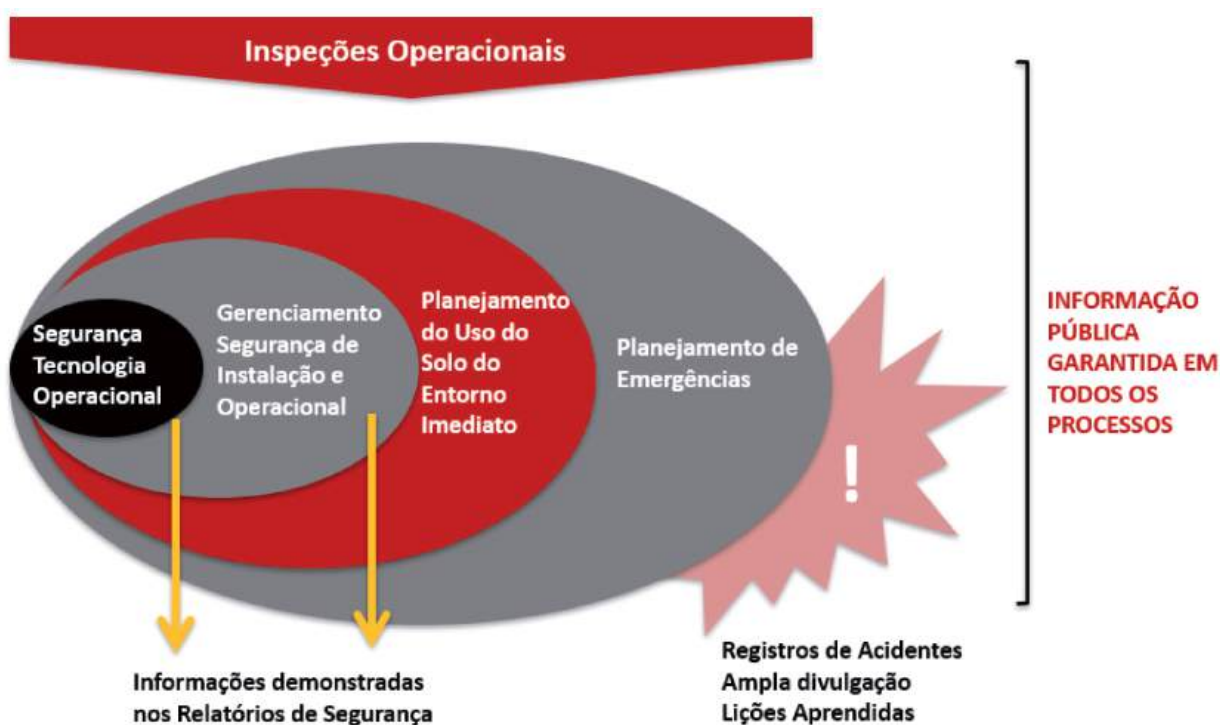 Inspeções Operacionais
Segurança
Tecnologia
Operacional
Gerenciamento
Segurança de
Instalação e
Operacional
Planejamento
do Uso do
Solo do
Entorno
Imediato
Planejamento de
Emergências
!
INFORMAÇÃO
PÚBLICA
GARANTIDA EM
TODOS OS
PROCESSOS
Informações demonstradas
nos Relatórios de Segurança
Registros de Acidentes
Ampla divulgação
Lições Aprendidas